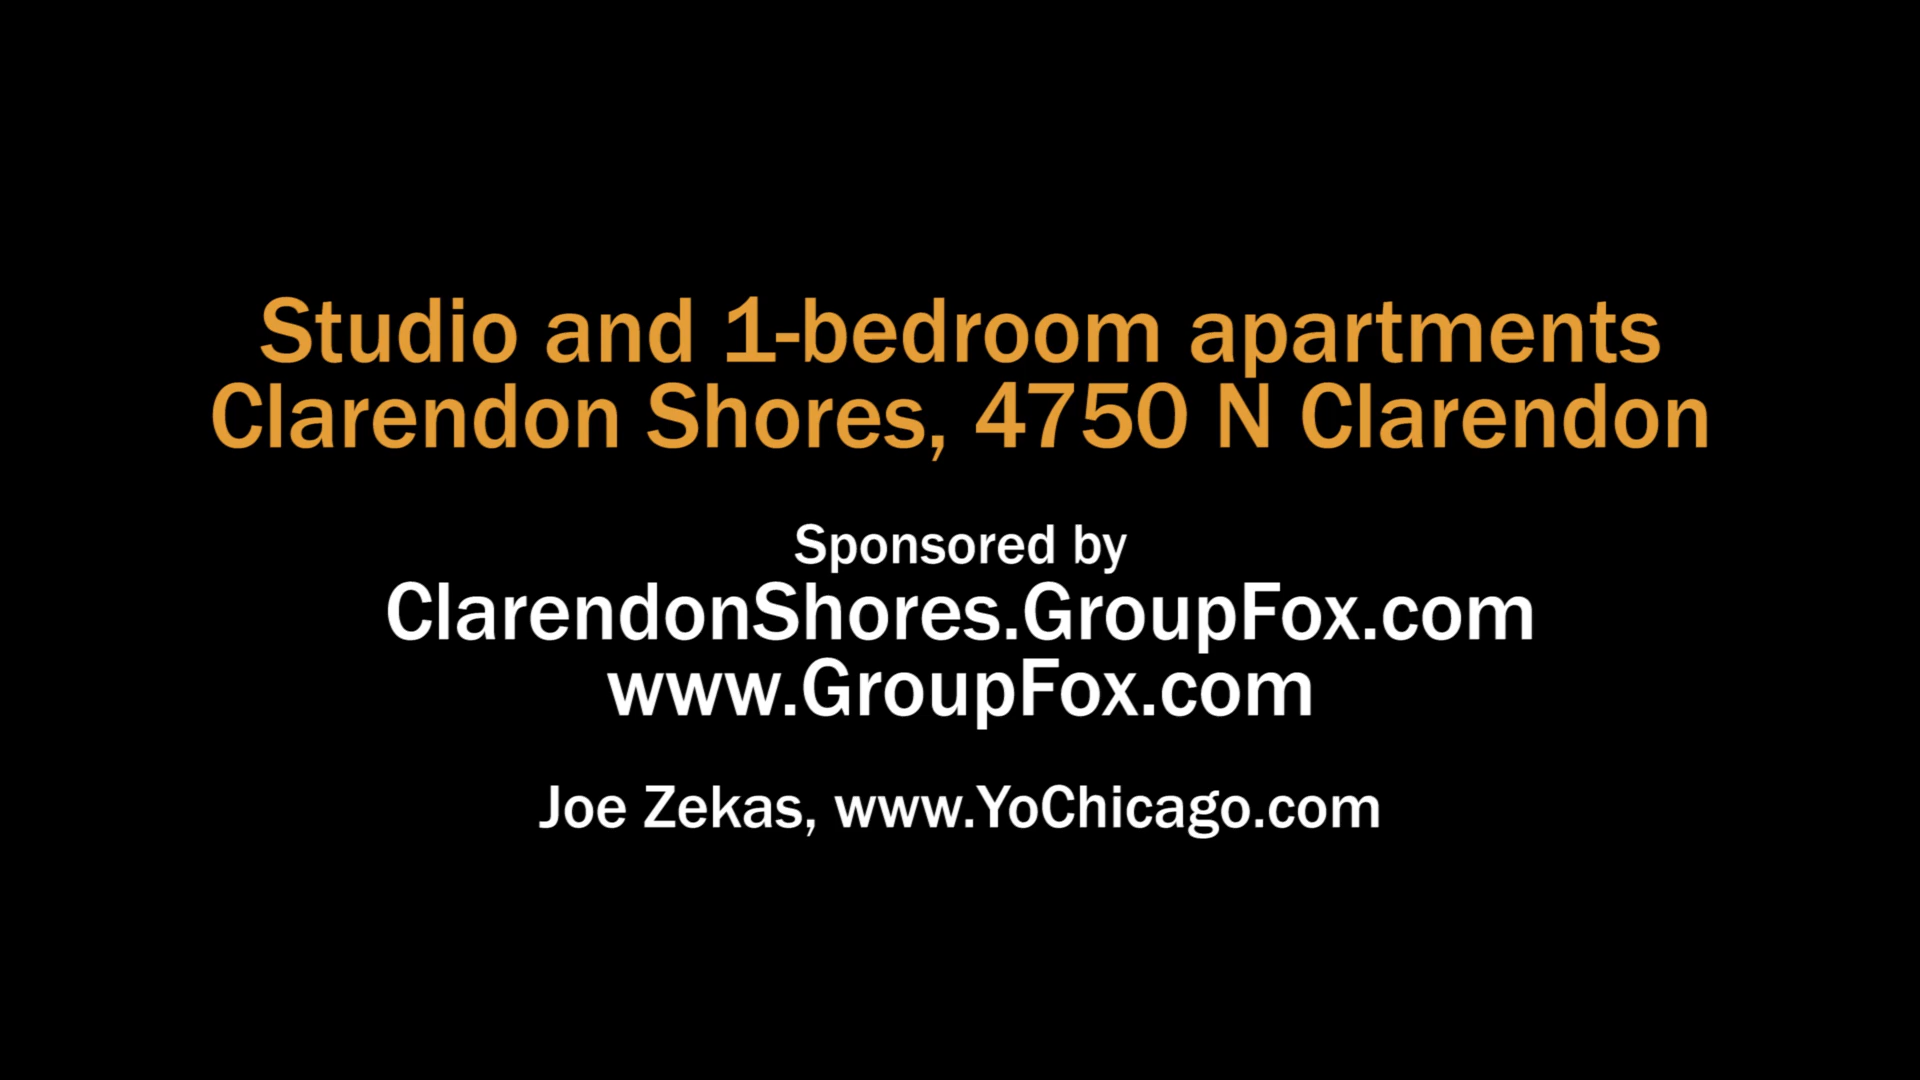 Studio and 1-bedroom apartments
Clarendon Shores, 4750 N Clarendon
Sponsored by
ClarendonShores.GroupFox.com
www.GroupFox.com
Joe Zekas, www.YoChicago.com